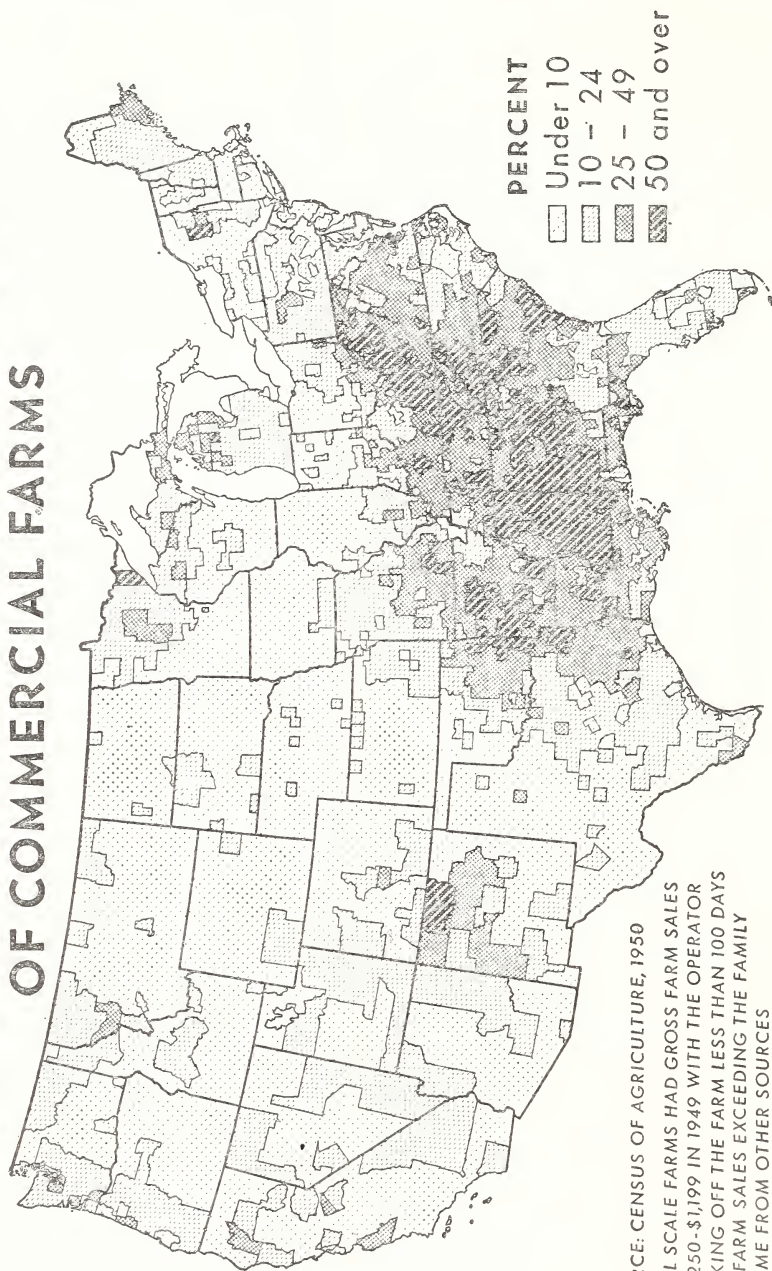 OF COMMERCIAL FARMS
PERCENT
Under 10
10 – 24
25 – 49
50 and over
RCE: CENSUS OF AGRICULTURE, 1950
L SCALE FARMS HAD GROSS FARM SALES
250-$1,199 IN 1949 WITH THE OPERATOR
KING OFF THE FARM LESS THAN 100 DAYS
FARM SALES EXCEEDING THE FAMILY
ME FROM OTHER SOURCES